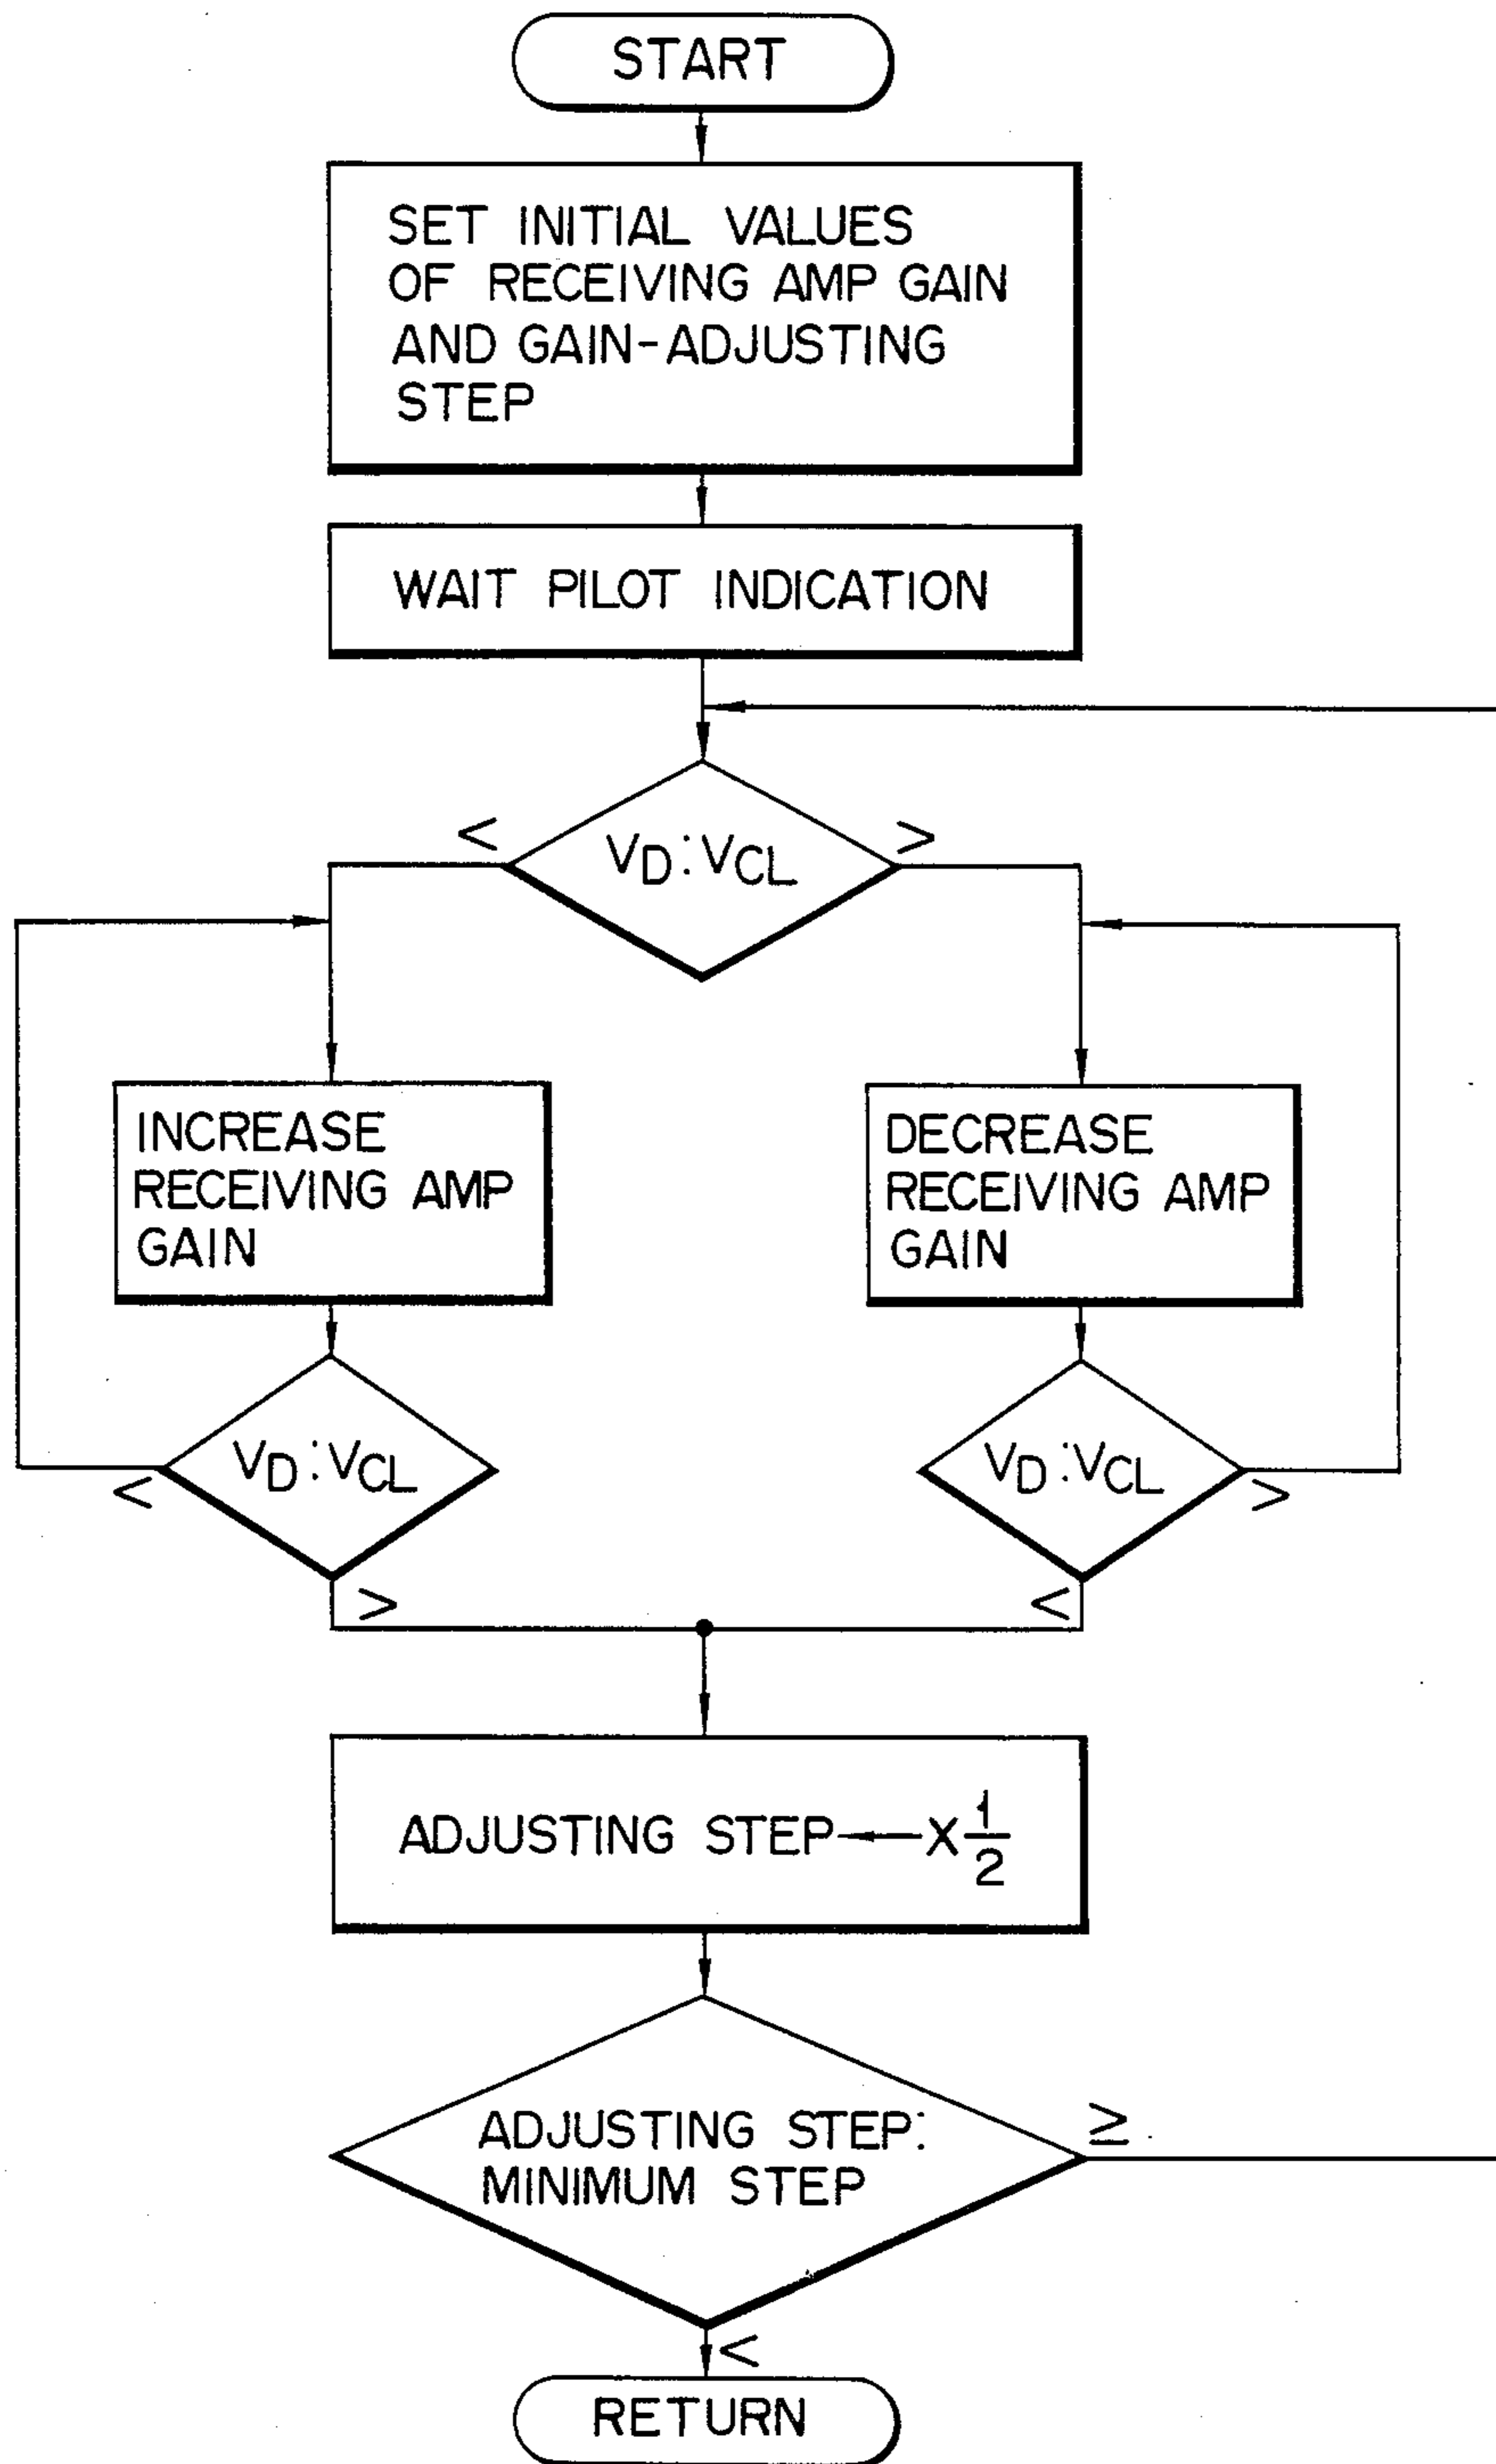 START
SET INITIAL VALUES
OF RECEIVING AMP GAIN
AND GAIN-ADJUSTING
STEP
WAIT PILOT INDICATION
< VD:VCL >
INCREASE
RECEIVING AMP
GAIN
DECREASE
RECEIVING AMP
GAIN
VD:VCL
<
>
VD:VCL
>
<
ADJUSTING STEP←X 1/2
ADJUSTING STEP:
MINIMUM STEP
≥
<
RETURN